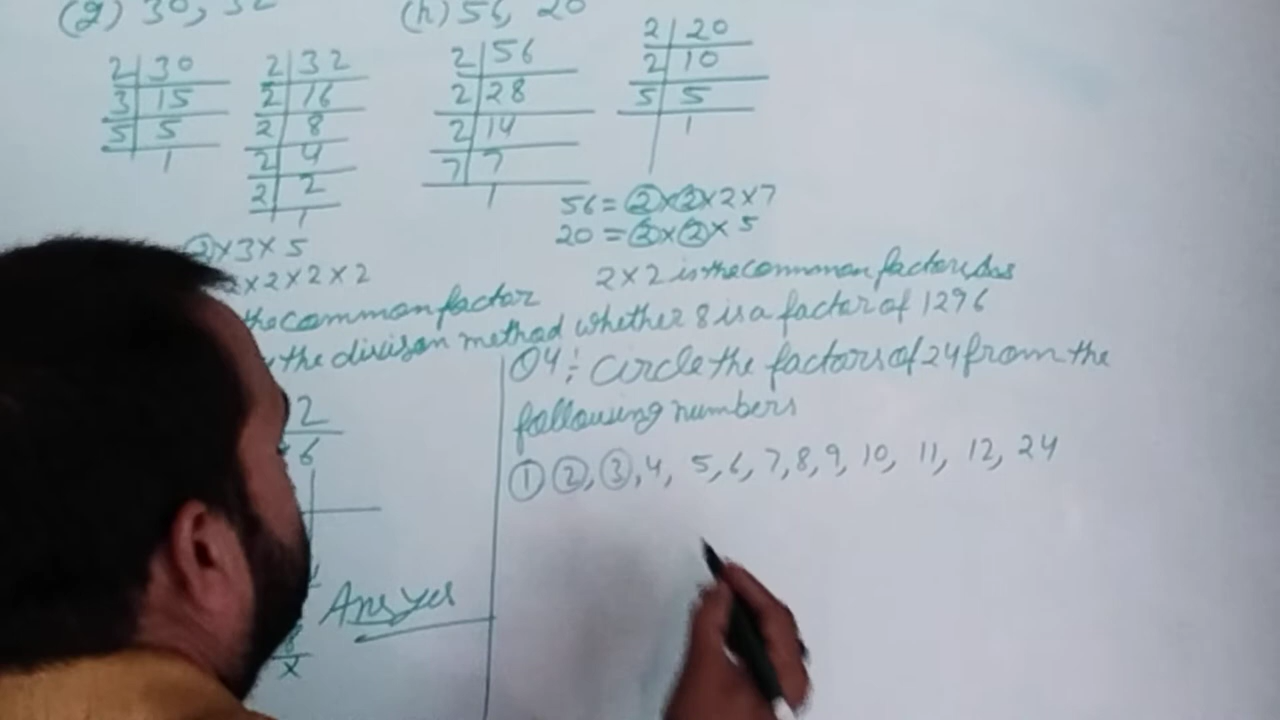 (g) 30, 32
2 30
3 15
5 5
1
2 32
2 16
2 8
2 4
2 2
1
(h) 56, 20
2 56
2 28
2 14
7 7
1
2 20
2 10
5 5
1
56 = 2×2×2×7
20 = 2×2×5
2×3×5
2×2×2×2
2×2 is the common factor Ans
the common factor
the divison method whether 8 is a factor of 1296
2
6
Ans yes
8
x
Q4: Circle the factors of 24 from the
following numbers
1 2, 3, 4, 5, 6, 7, 8, 9, 10, 11, 12, 24